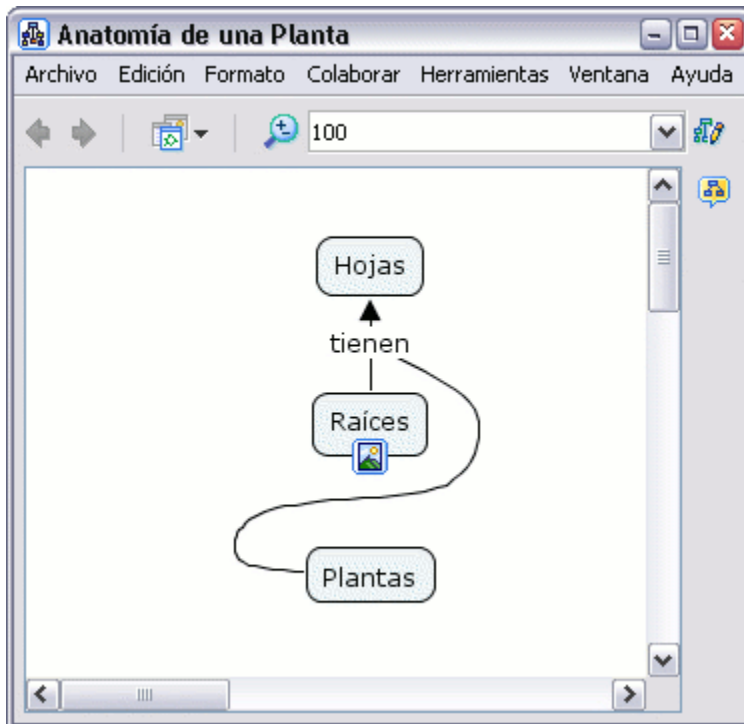 Anatomía de una Planta
Archivo Edición Formato Colaborar Herramientas Ventana Ayuda
100
Hojas
tienen
Raíces
Plantas